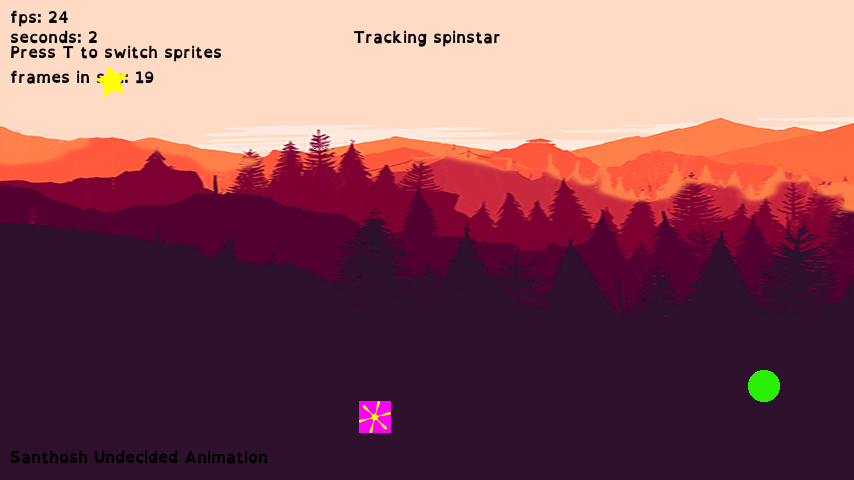 fps: 24
seconds: 2
Press T to switch sprites
frames in : 19
Tracking spinstar
Santhosh Undecided Animation